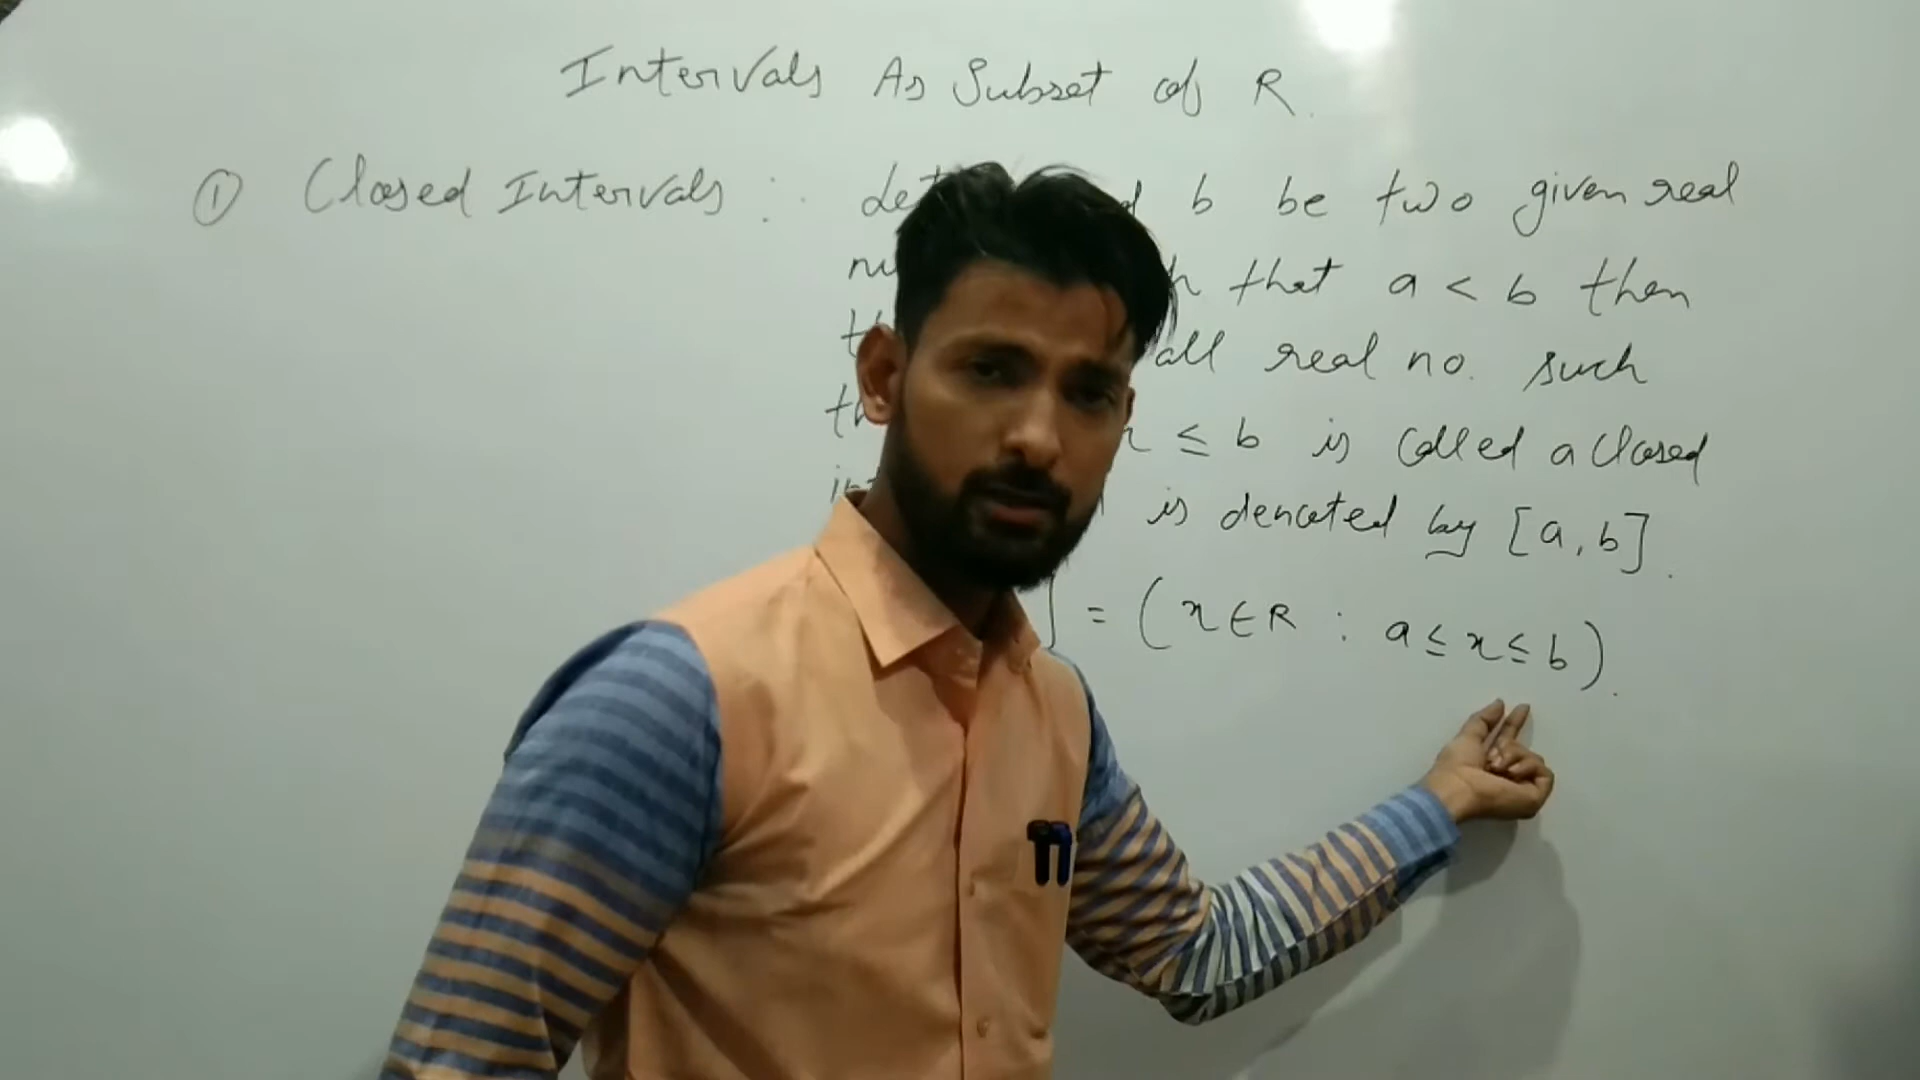 Intervals As Subset of R.
① Closed Intervals :- Let b be two given real
that a < b then
all real no. such
≤ b is called a closed
is denoted by [a, b].
] = (x ∈ R : a ≤ x ≤ b).